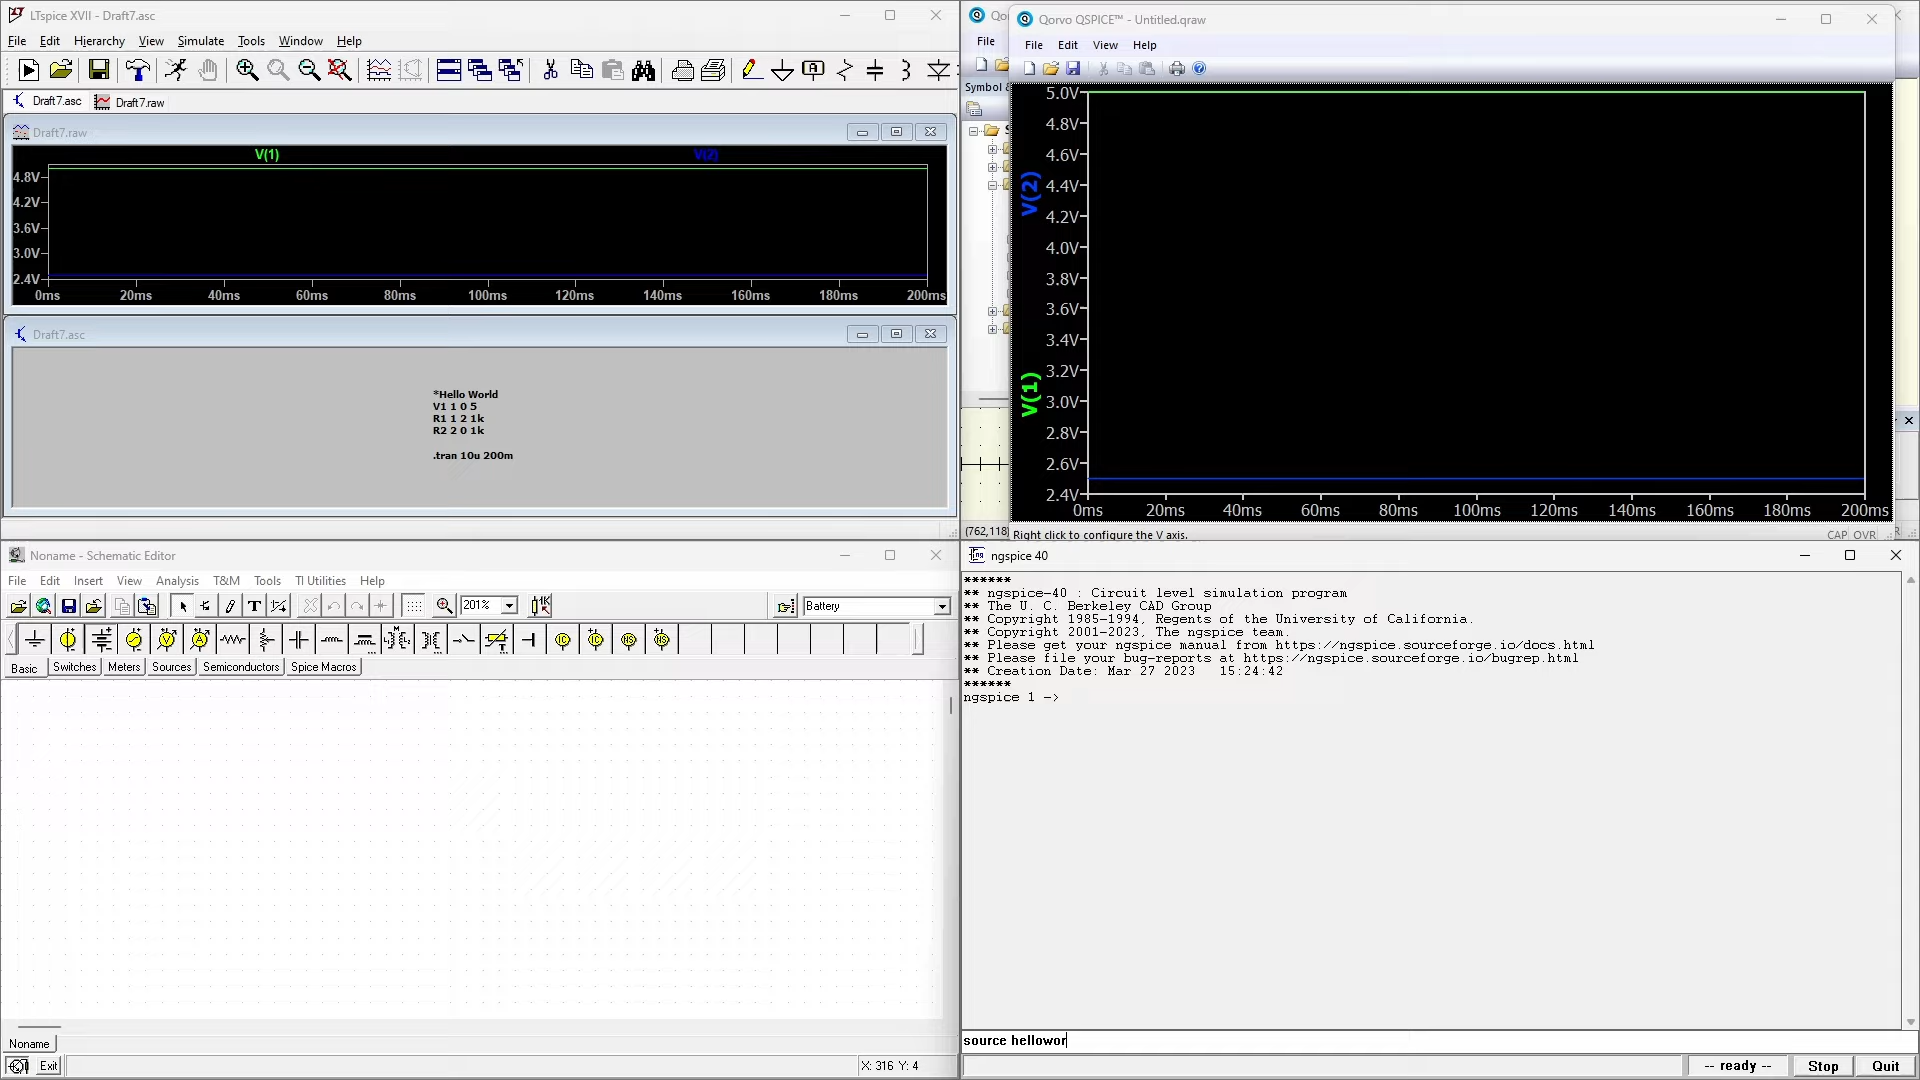 LTspice XVII - Draft7.asc
File Edit Hierarchy View Simulate Tools Window Help
Draft7.asc Draft7.raw
Draft7.raw
V(1) V(2)
4.8V
4.2V
3.6V
3.0V
2.4V
0ms 20ms 40ms 60ms 80ms 100ms 120ms 140ms 160ms 180ms 200ms
Draft7.asc
*Hello World
V1 1 0 5
R1 1 2 1k
R2 2 0 1k
.tran 10u 200m
File
Symbol
(762,118)
Qorvo QSPICE™ - Untitled.qraw
File Edit View Help
V(2)
V(1)
5.0V
4.8V
4.6V
4.4V
4.2V
4.0V
3.8V
3.6V
3.4V
3.2V
3.0V
2.8V
2.6V
2.4V
0ms 20ms 40ms 60ms 80ms 100ms 120ms 140ms 160ms 180ms 200ms
Right click to configure the V axis.
CAP OVR
Noname - Schematic Editor
File Edit Insert View Analysis T&M Tools TI Utilities Help
201% Battery
Basic Switches Meters Sources Semiconductors Spice Macros
Noname
Exit X: 316 Y: 4
ngspice 40
******
** ngspice-40 : Circuit level simulation program
** The U. C. Berkeley CAD Group
** Copyright 1985-1994, Regents of the University of California.
** Copyright 2001-2023, The ngspice team.
** Please get your ngspice manual from https://ngspice.sourceforge.io/docs.html
** Please file your bug-reports at https://ngspice.sourceforge.io/bugrep.html
** Creation Date: Mar 27 2023 15:24:42
******
ngspice 1 ->
source hellowor
-- ready -- Stop Quit